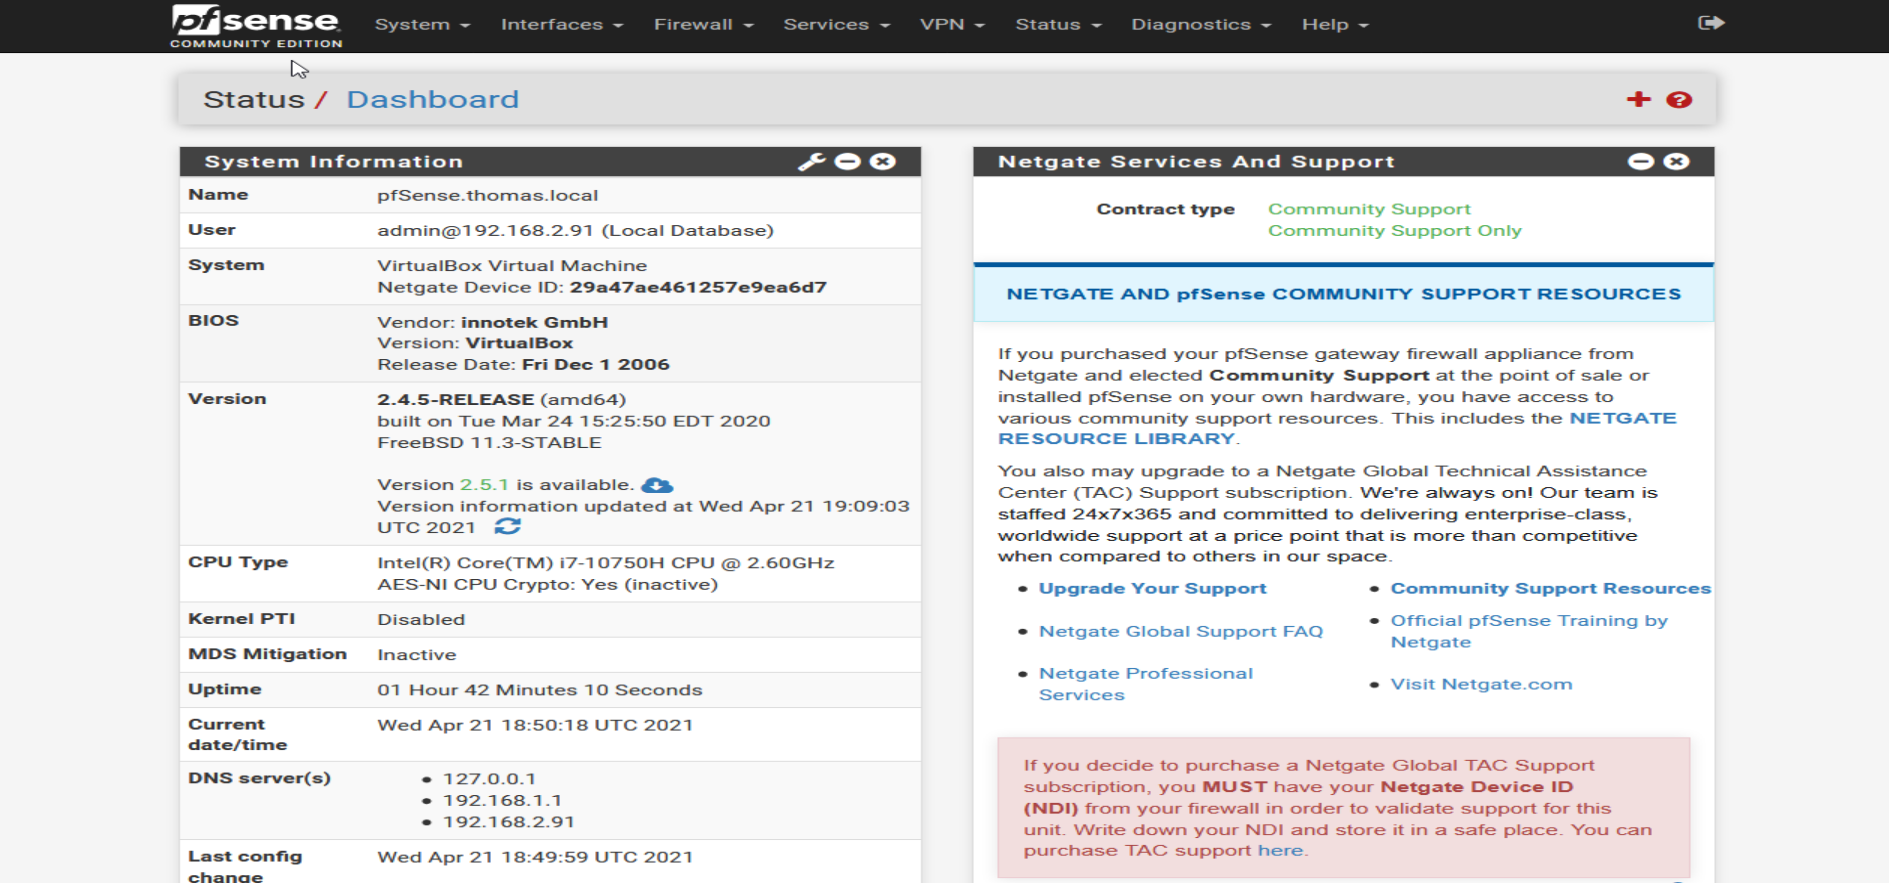 pfsense
COMMUNITY EDITION
System Interfaces Firewall Services VPN Status Diagnostics Help
Status / Dashboard
System Information
Name pfSense.thomas.local
User admin@192.168.2.91 (Local Database)
System VirtualBox Virtual Machine
Netgate Device ID: 29a47ae461257e9ea6d7
BIOS Vendor: innotek GmbH
Version: VirtualBox
Release Date: Fri Dec 1 2006
Version 2.4.5-RELEASE (amd64)
built on Tue Mar 24 15:25:50 EDT 2020
FreeBSD 11.3-STABLE
Version 2.5.1 is available.
Version information updated at Wed Apr 21 19:09:03
UTC 2021
CPU Type Intel(R) Core(TM) i7-10750H CPU @ 2.60GHz
AES-NI CPU Crypto: Yes (inactive)
Kernel PTI Disabled
MDS Mitigation Inactive
Uptime 01 Hour 42 Minutes 10 Seconds
Current Wed Apr 21 18:50:18 UTC 2021
date/time
DNS server(s) • 127.0.0.1
• 192.168.1.1
• 192.168.2.91
Last config Wed Apr 21 18:49:59 UTC 2021
change
Netgate Services And Support
Contract type Community Support
Community Support Only
NETGATE AND pfSense COMMUNITY SUPPORT RESOURCES
If you purchased your pfSense gateway firewall appliance from
Netgate and elected Community Support at the point of sale or
installed pfSense on your own hardware, you have access to
various community support resources. This includes the NETGATE
RESOURCE LIBRARY.
You also may upgrade to a Netgate Global Technical Assistance
Center (TAC) Support subscription. We're always on! Our team is
staffed 24x7x365 and committed to delivering enterprise-class,
worldwide support at a price point that is more than competitive
when compared to others in our space.
• Upgrade Your Support
• Netgate Global Support FAQ
• Netgate Professional
Services
• Community Support Resources
• Official pfSense Training by
Netgate
• Visit Netgate.com
If you decide to purchase a Netgate Global TAC Support
subscription, you MUST have your Netgate Device ID
(NDI) from your firewall in order to validate support for this
unit. Write down your NDI and store it in a safe place. You can
purchase TAC support here.